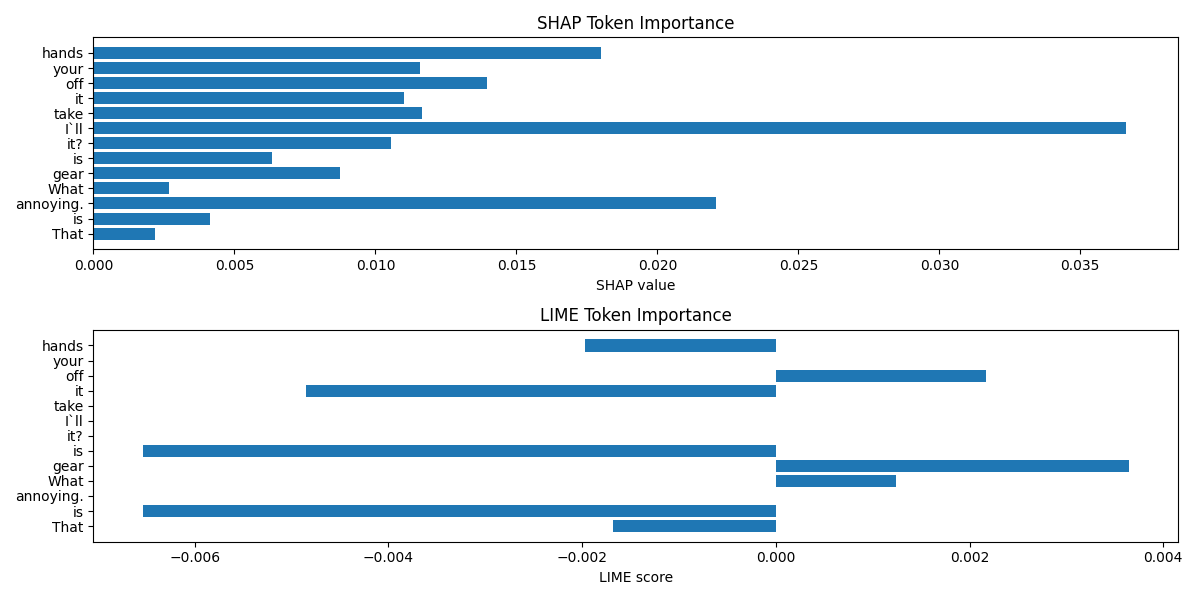 SHAP Token Importance
hands
your
off
it
take
I`ll
it?
is
gear
What
annoying.
is
That
0.000 0.005 0.010 0.015 0.020 0.025 0.030 0.035
SHAP value
LIME Token Importance
hands
your
off
it
take
I`ll
it?
is
gear
What
annoying.
is
That
−0.006 −0.004 −0.002 0.000 0.002 0.004
LIME score